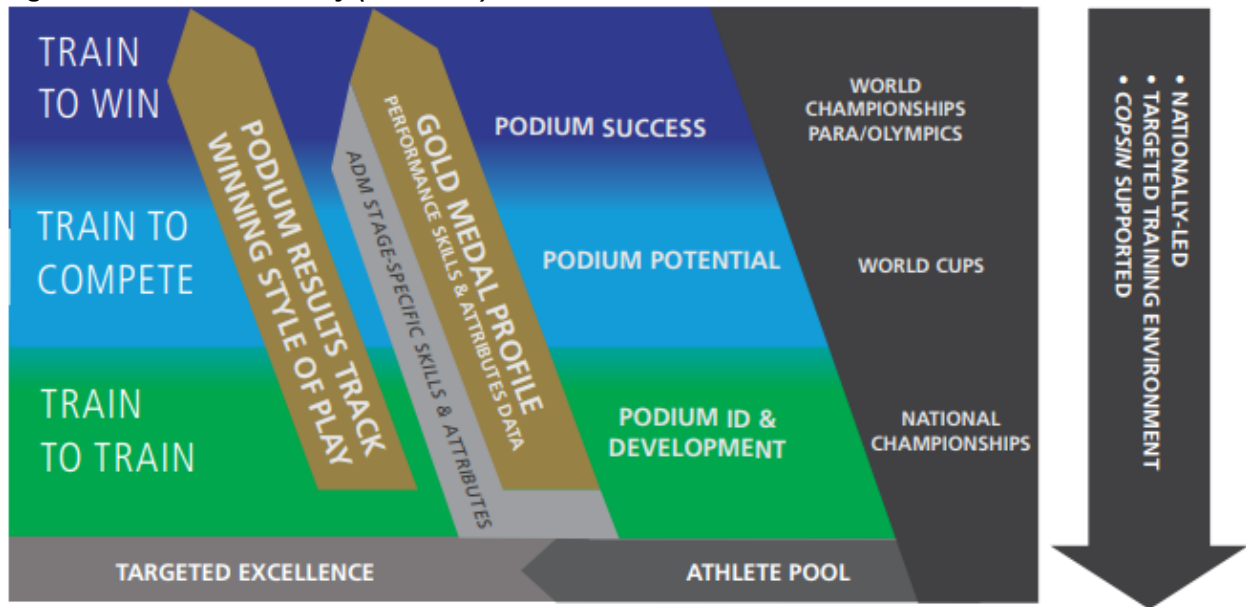 TRAIN
TO WIN
PODIUM RESULTS TRACK
WINNING STYLE OF PLAY
ADM STAGE-SPECIFIC SKILLS & ATTRIBUTES
GOLD MEDAL PROFILE
PERFORMANCE SKILLS & ATTRIBUTES DATA
PODIUM SUCCESS
WORLD
CHAMPIONSHIPS
PARA/OLYMPICS
TRAIN TO
COMPETE
PODIUM POTENTIAL
WORLD CUPS
TRAIN
TO TRAIN
PODIUM ID &
DEVELOPMENT
NATIONAL
CHAMPIONSHIPS
TARGETED EXCELLENCE
ATHLETE POOL
• NATIONALLY-LED
• TARGETED TRAINING ENVIRONMENT
• COPSIN SUPPORTED